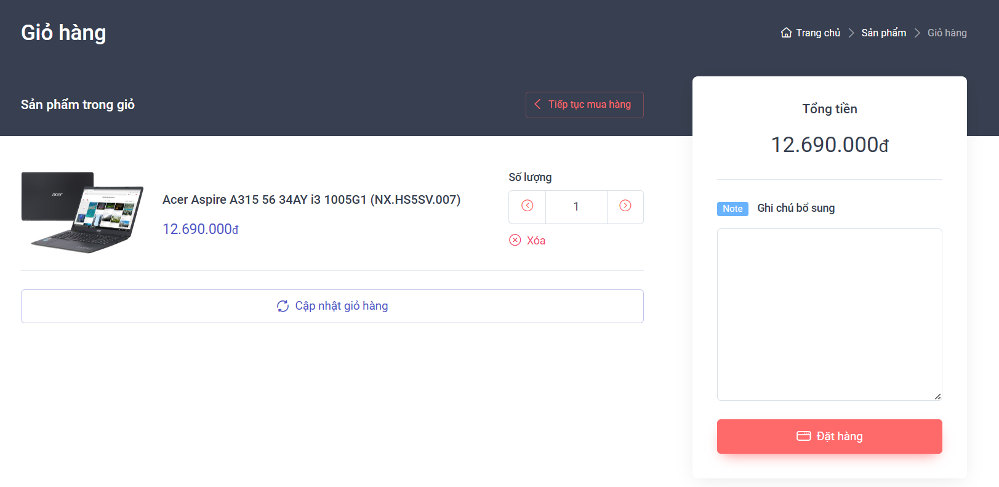 Giỏ hàng
Trang chủ
Sản phẩm
Giỏ hàng
Sản phẩm trong giỏ
Tiếp tục mua hàng
acer
Acer Aspire A315 56 34AY i3 1005G1 (NX.HS5SV.007)
12.690.000đ
Số lượng
1
Xóa
Cập nhật giỏ hàng
Tổng tiền
12.690.000đ
Note Ghi chú bổ sung
Đặt hàng